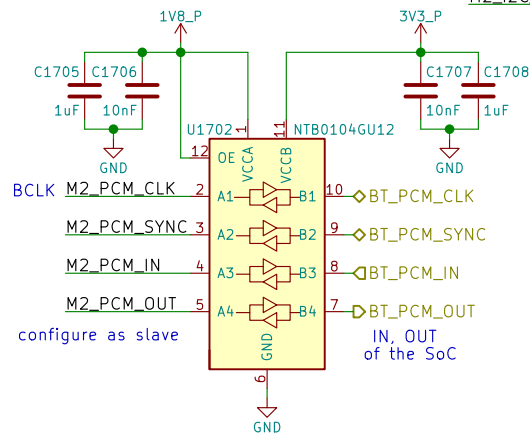 M2_I2C
1V8_P
3V3_P
C1705 C1706
1uF 10nF
GND
C1707 C1708
10nF 1uF
GND
U1702 NTB0104GU12
1 VCCA
11 VCCB
12 OE
BCLK M2_PCM_CLK 2 A1 B1 10 BT_PCM_CLK
M2_PCM_SYNC 3 A2 B2 9 BT_PCM_SYNC
M2_PCM_IN 4 A3 B3 8 BT_PCM_IN
M2_PCM_OUT 5 A4 B4 7 BT_PCM_OUT
configure as slave
IN, OUT
of the SoC
GND
6
GND